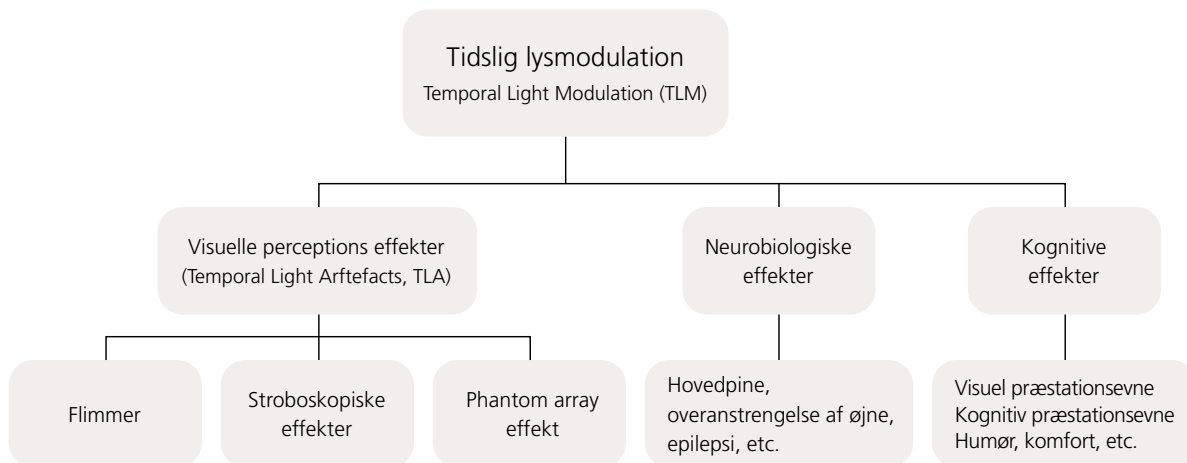 Tidslig lysmodulation
Temporal Light Modulation (TLM)
Visuelle perceptions effekter
(Temporal Light Arftefacts, TLA)
Neurobiologiske
effekter
Kognitive
effekter
Flimmer
Stroboskopiske
effekter
Phantom array
effekt
Hovedpine,
overanstrengelse af øjne,
epilepsi, etc.
Visuel præstationsevne
Kognitiv præstationsevne
Humør, komfort, etc.